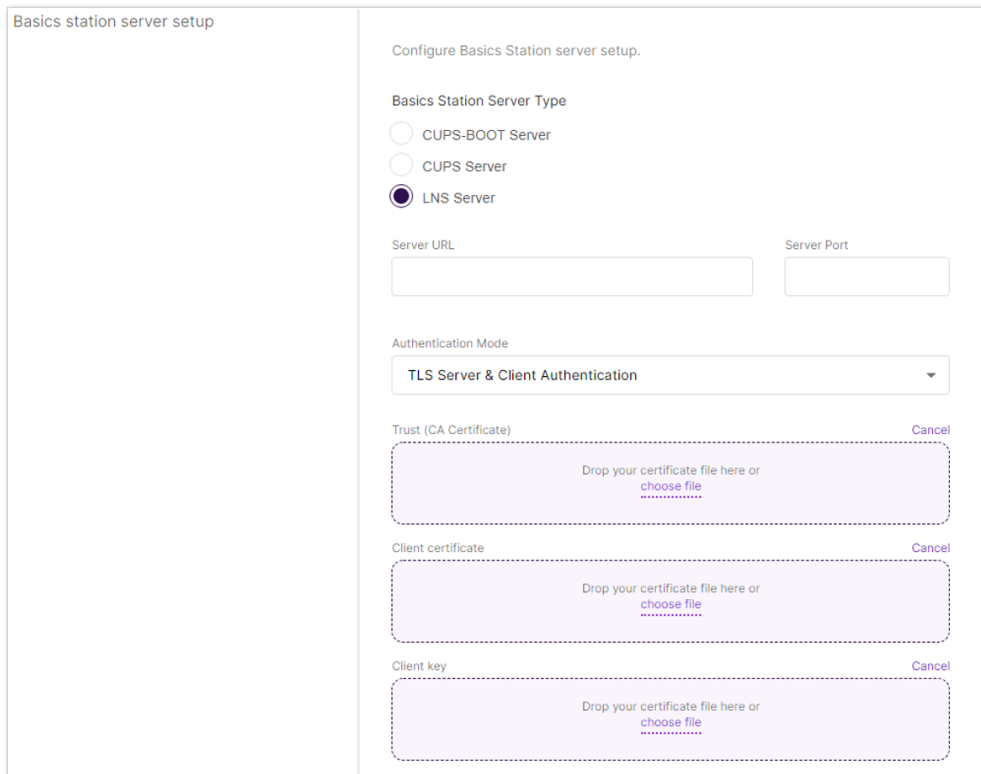 Basics station server setup
Configure Basics Station server setup.
Basics Station Server Type
CUPS-BOOT Server
CUPS Server
LNS Server
Server URL
Server Port
Authentication Mode
TLS Server & Client Authentication
Trust (CA Certificate)
Cancel
Drop your certificate file here or
choose file
Client certificate
Cancel
Drop your certificate file here or
choose file
Client key
Cancel
Drop your certificate file here or
choose file